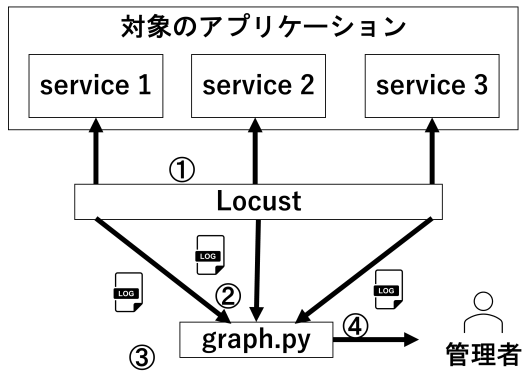 対象のアプリケーション
service 1
service 2
service 3
①
Locust
LOG
LOG
LOG
②
④
graph.py
③
管理者